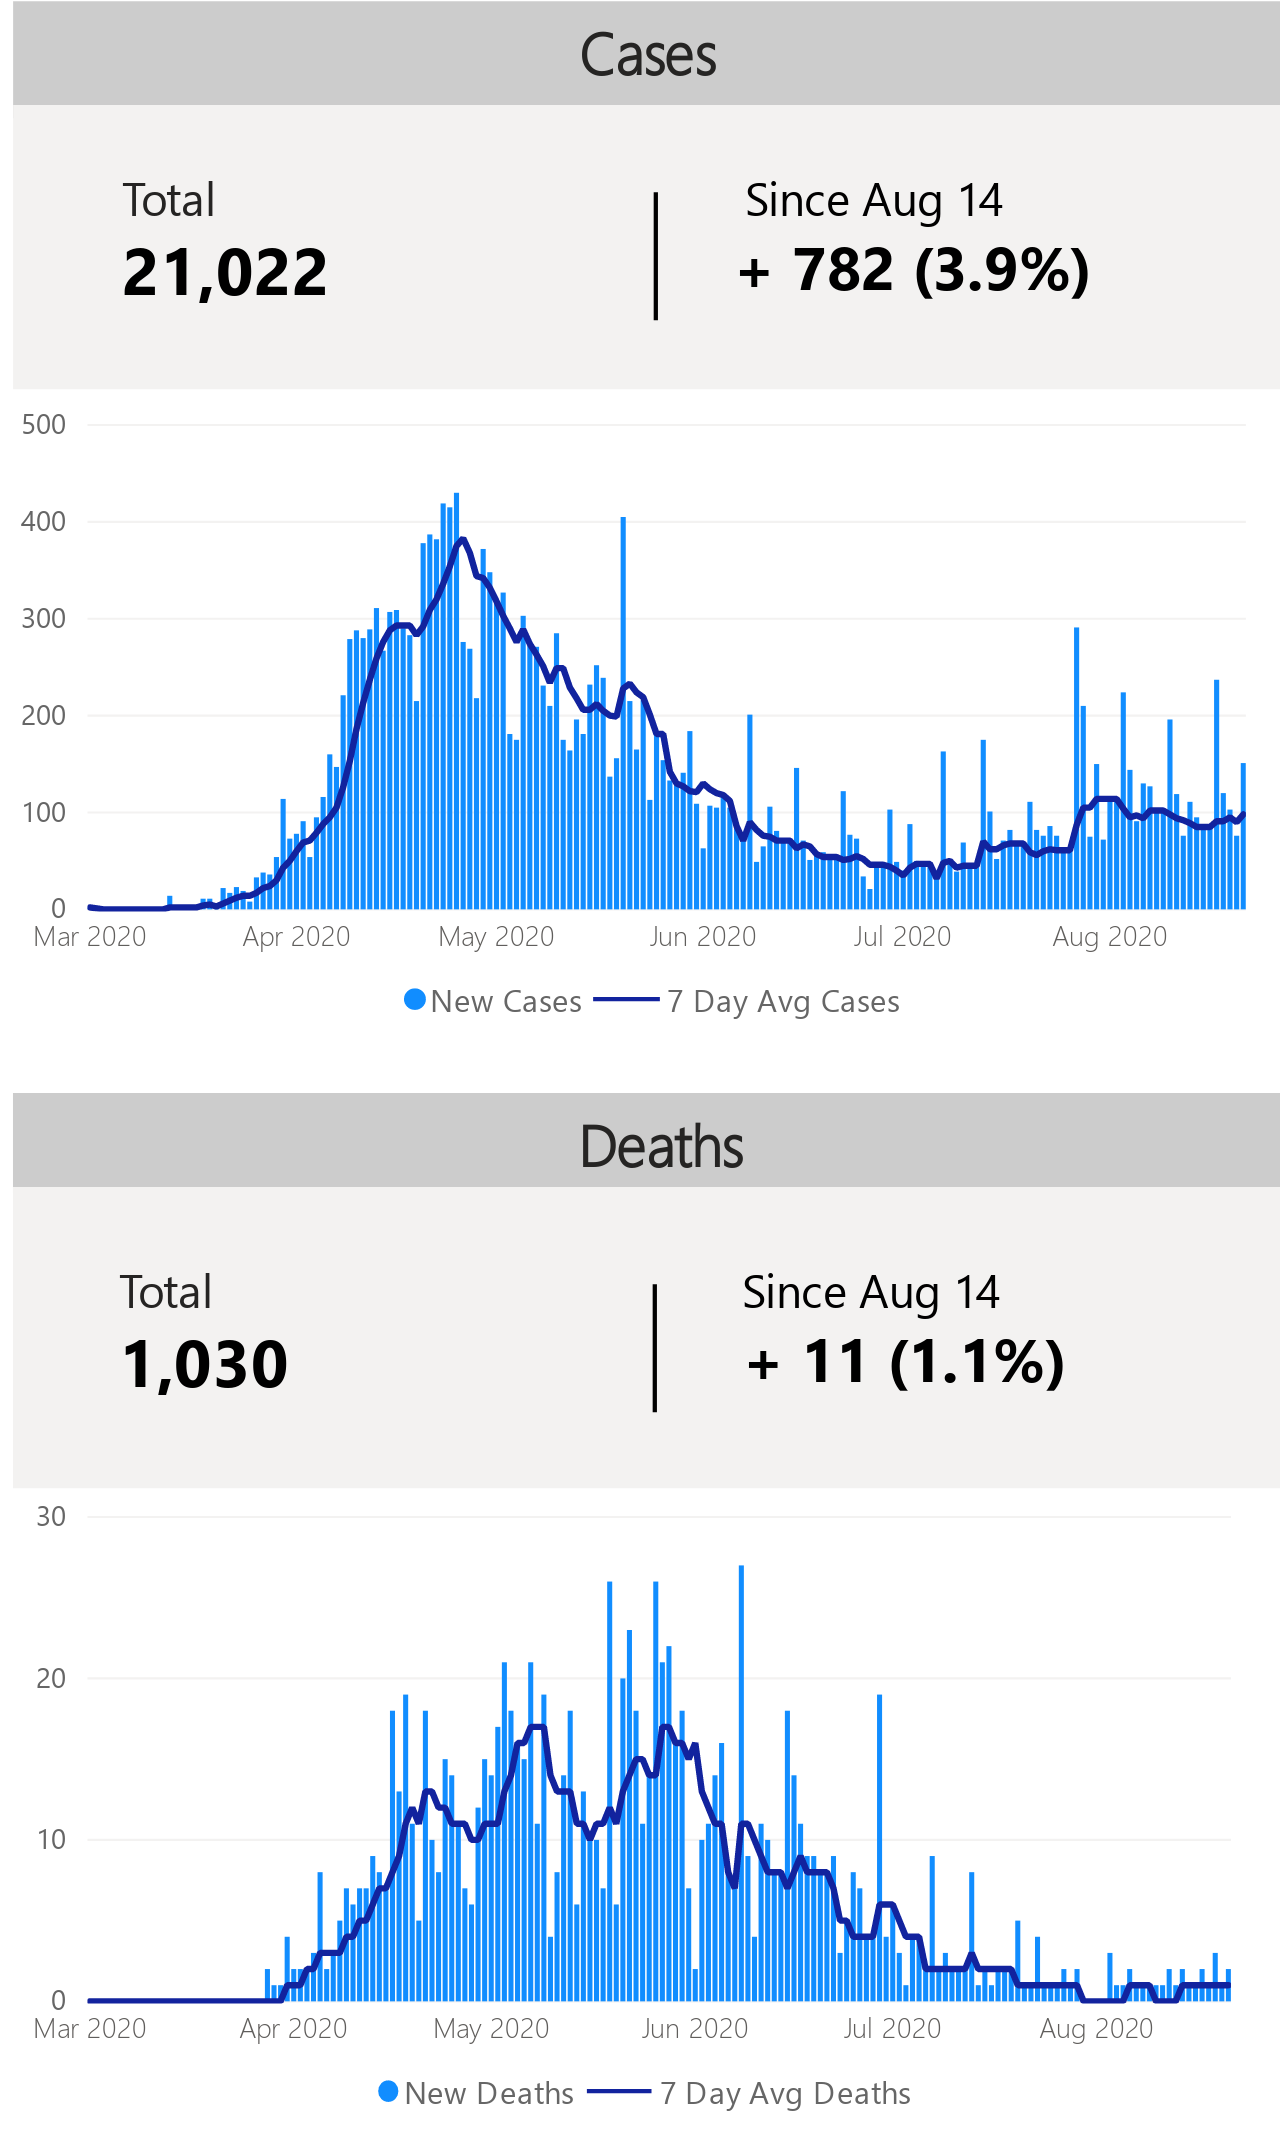 Cases
Total
Since Aug 14
21,022
+ 782 (3.9%)
500
400
300
200
100
0
Mar 2020 Apr 2020 May 2020 Jun 2020 Jul 2020 Aug 2020
New Cases 7 Day Avg Cases
Deaths
Total
Since Aug 14
1,030
+ 11 (1.1%)
30
20
10
0
Mar 2020 Apr 2020 May 2020 Jun 2020 Jul 2020 Aug 2020
New Deaths 7 Day Avg Deaths